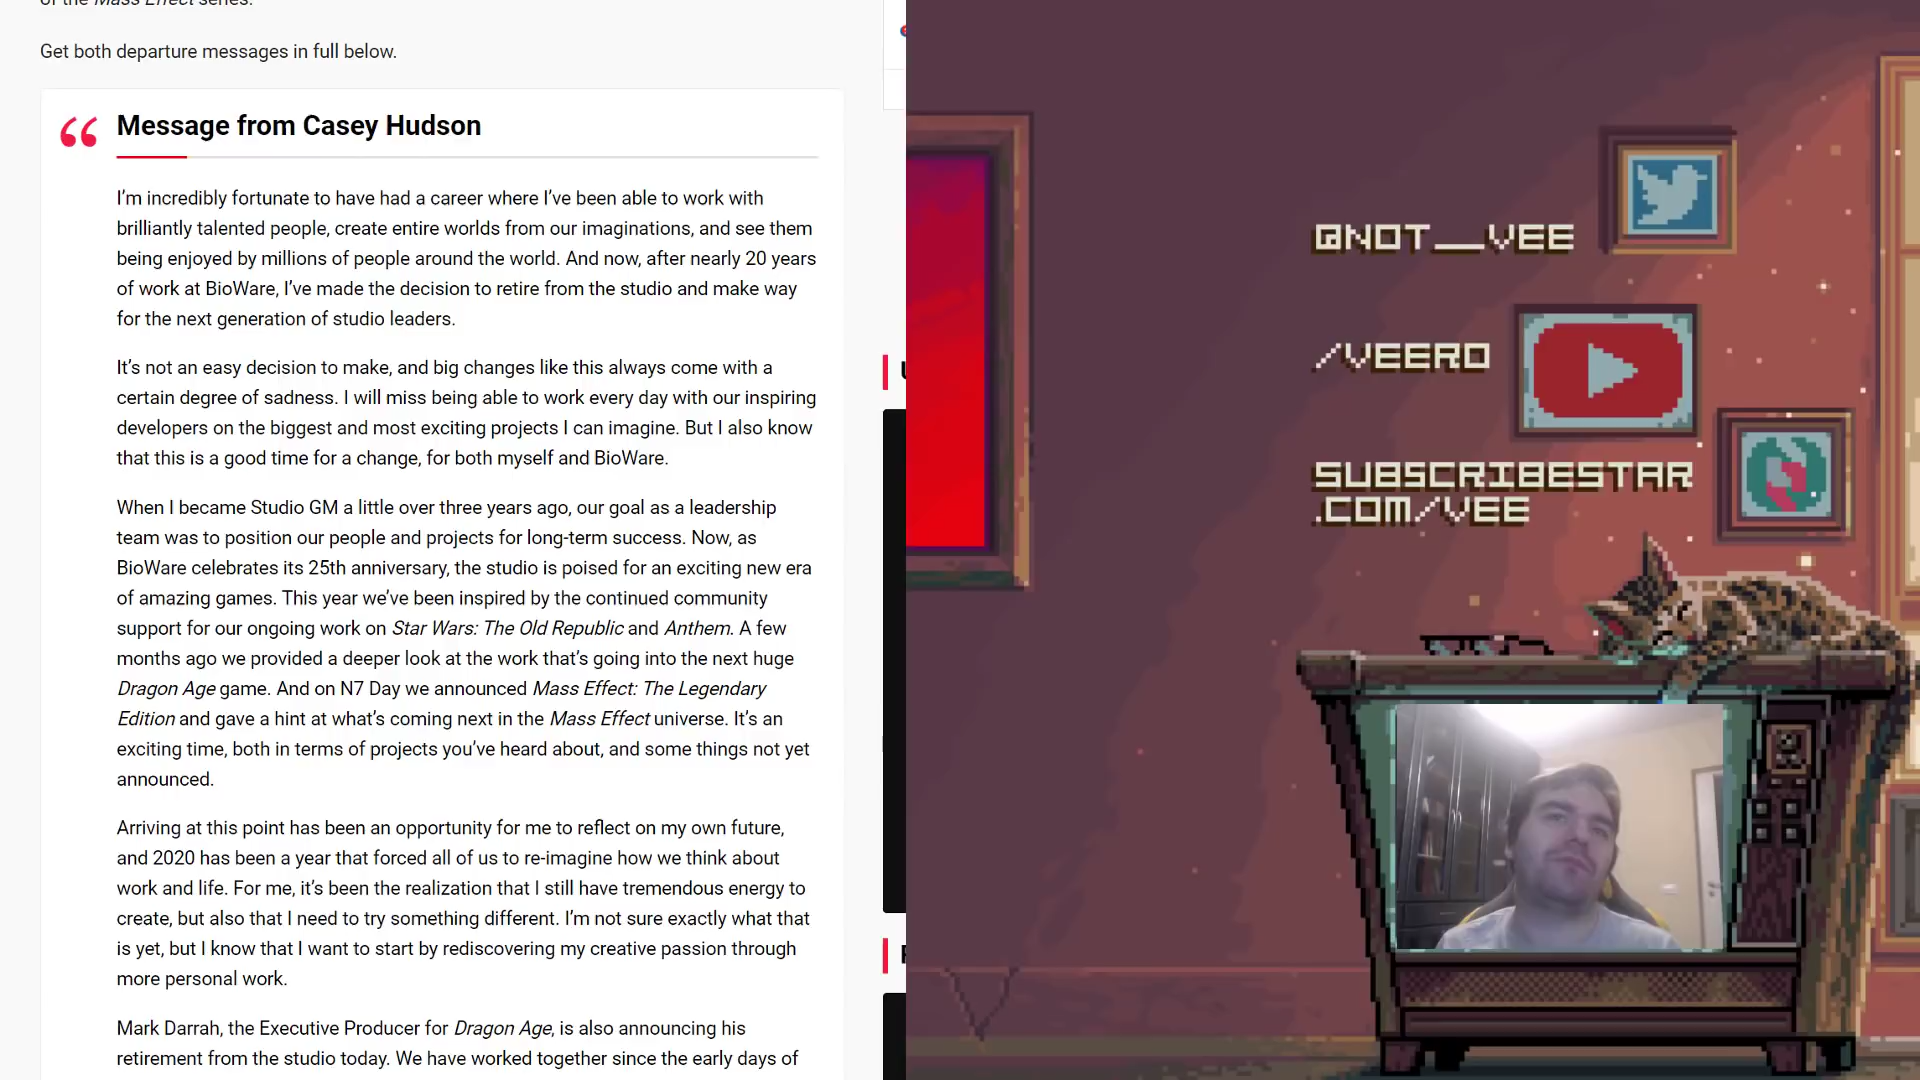 of the Mass Effect series.
Get both departure messages in full below.
Message from Casey Hudson
I’m incredibly fortunate to have had a career where I’ve been able to work with
brilliantly talented people, create entire worlds from our imaginations, and see them
being enjoyed by millions of people around the world. And now, after nearly 20 years
of work at BioWare, I’ve made the decision to retire from the studio and make way
for the next generation of studio leaders.
It’s not an easy decision to make, and big changes like this always come with a
certain degree of sadness. I will miss being able to work every day with our inspiring
developers on the biggest and most exciting projects I can imagine. But I also know
that this is a good time for a change, for both myself and BioWare.
When I became Studio GM a little over three years ago, our goal as a leadership
team was to position our people and projects for long-term success. Now, as
BioWare celebrates its 25th anniversary, the studio is poised for an exciting new era
of amazing games. This year we’ve been inspired by the continued community
support for our ongoing work on Star Wars: The Old Republic and Anthem. A few
months ago we provided a deeper look at the work that’s going into the next huge
Dragon Age game. And on N7 Day we announced Mass Effect: The Legendary
Edition and gave a hint at what’s coming next in the Mass Effect universe. It’s an
exciting time, both in terms of projects you’ve heard about, and some things not yet
announced.
Arriving at this point has been an opportunity for me to reflect on my own future,
and 2020 has been a year that forced all of us to re-imagine how we think about
work and life. For me, it’s been the realization that I still have tremendous energy to
create, but also that I need to try something different. I’m not sure exactly what that
is yet, but I know that I want to start by rediscovering my creative passion through
more personal work.
Mark Darrah, the Executive Producer for Dragon Age, is also announcing his
retirement from the studio today. We have worked together since the early days of
@NOT__VEE
/VEERO
SUBSCRIBESTAR
.COM/VEE